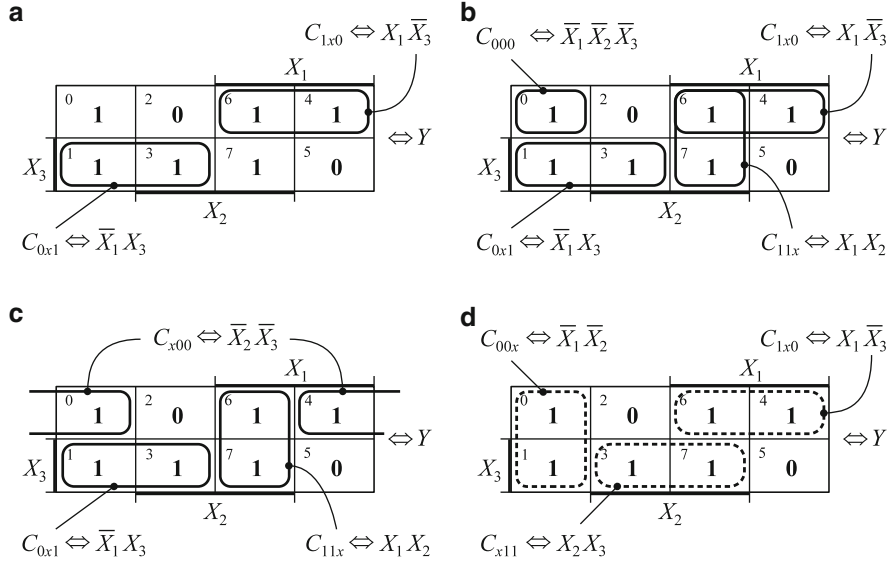 a
C₁ₓ₀ ⇔ X₁ X̅₃
X₁
0 1 2 0 6 1 4 1
⇔ Y
X₃ 1 1 3 1 7 1 5 0
X₂
C₀ₓ₁ ⇔ X̅₁ X₃
b
C₀₀₀ ⇔ X̅₁ X̅₂ X̅₃
C₁ₓ₀ ⇔ X₁ X̅₃
X₁
0 1 2 0 6 1 4 1
⇔ Y
X₃ 1 1 3 1 7 1 5 0
X₂
C₀ₓ₁ ⇔ X̅₁ X₃
C₁₁ₓ ⇔ X₁ X₂
c
Cₓ₀₀ ⇔ X̅₂ X̅₃
X₁
0 1 2 0 6 1 4 1
⇔ Y
X₃ 1 1 3 1 7 1 5 0
X₂
C₀ₓ₁ ⇔ X̅₁ X₃
C₁₁ₓ ⇔ X₁ X₂
d
C₀₀ₓ ⇔ X̅₁ X̅₂
C₁ₓ₀ ⇔ X₁ X̅₃
X₁
0 1 2 0 6 1 4 1
⇔ Y
X₃ 1 1 3 1 7 1 5 0
X₂
Cₓ₁₁ ⇔ X₂ X₃